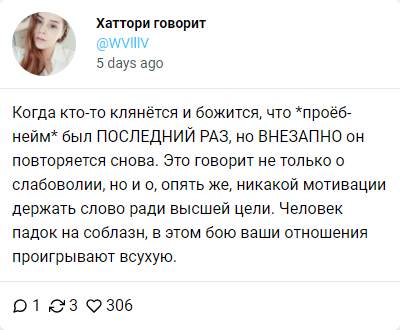 Хаттори говорит
@WVlllV
5 days ago
Когда кто-то клянётся и божится, что *проёб-
нейм* был ПОСЛЕДНИЙ РАЗ, но ВНЕЗАПНО он
повторяется снова. Это говорит не только о
слабоволии, но и о, опять же, никакой мотивации
держать слово ради высшей цели. Человек
падок на соблазн, в этом бою ваши отношения
проигрывают всухую.
1 3 306